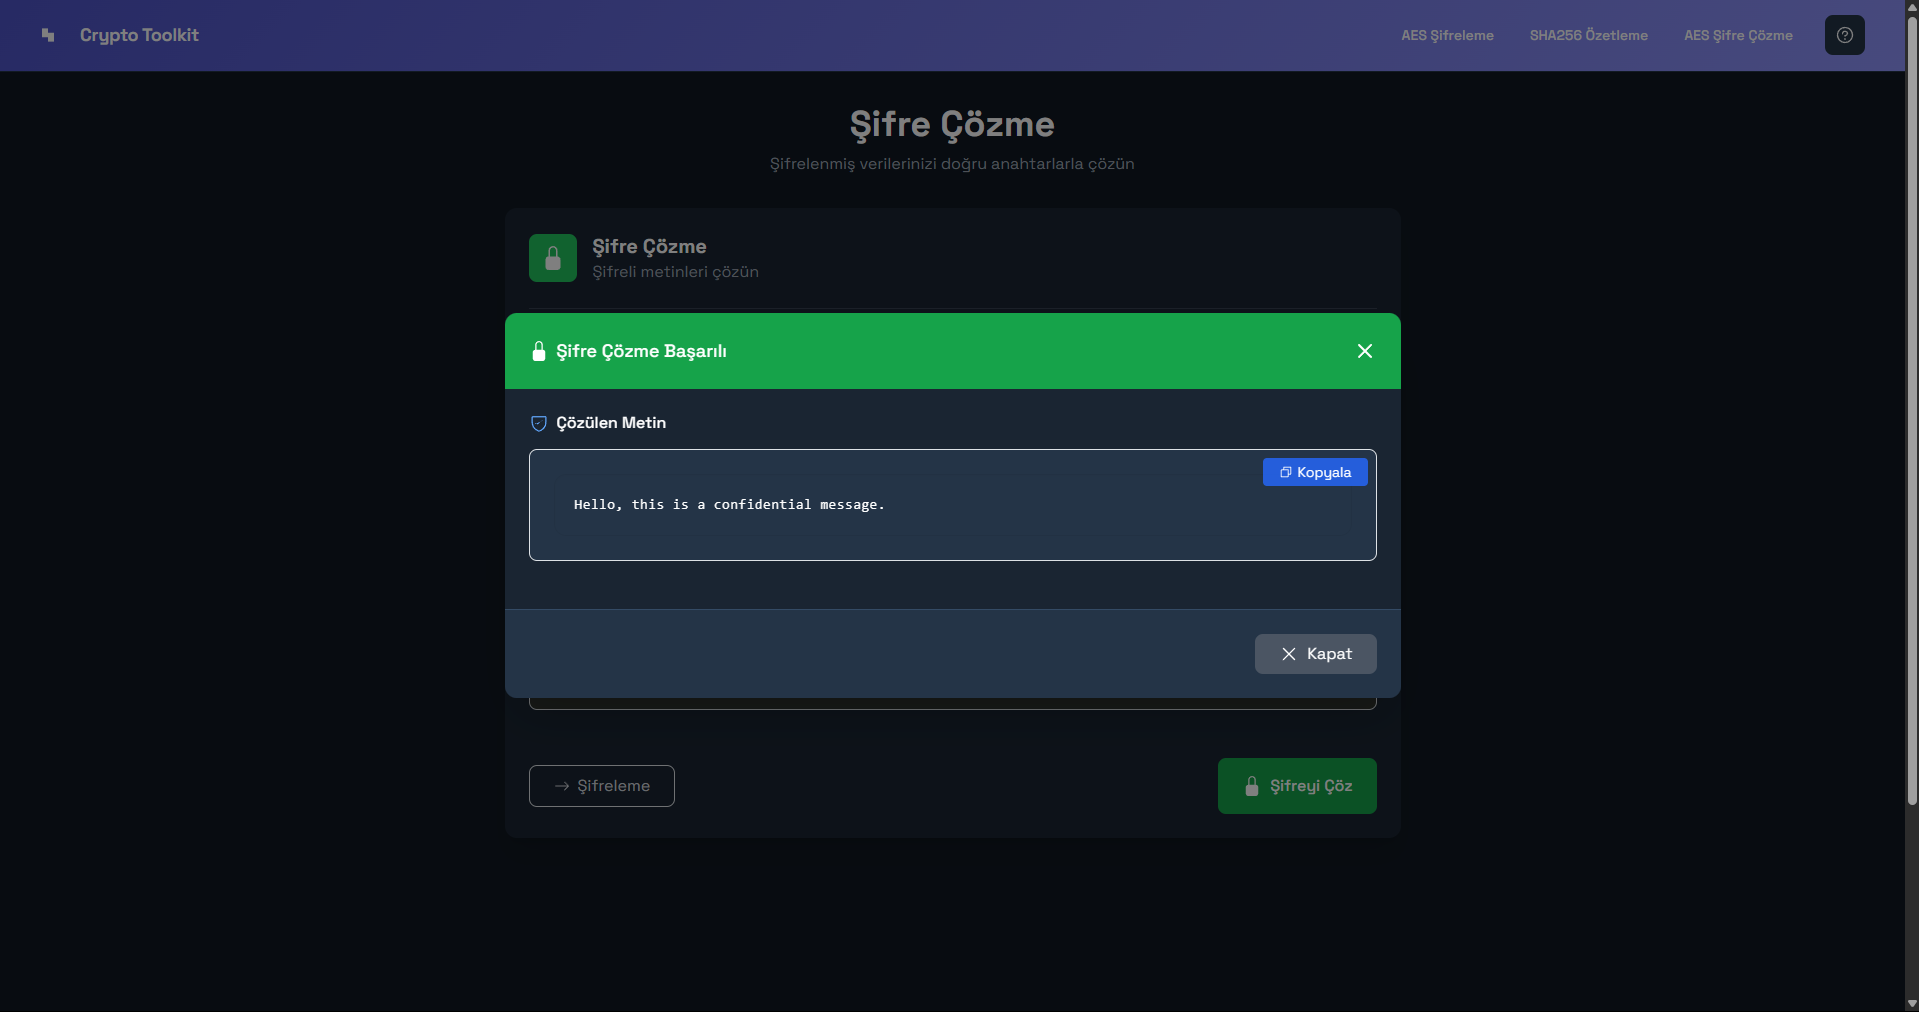 Crypto Toolkit
AES Şifreleme
SHA256 Özetleme
AES Şifre Çözme
Şifre Çözme
Şifrelenmiş verilerinizi doğru anahtarlarla çözün
Şifre Çözme
Şifreli metinleri çözün
Şifre Çözme Başarılı
Çözülen Metin
Kopyala
Hello, this is a confidential message.
Kapat
Şifreleme
Şifreyi Çöz